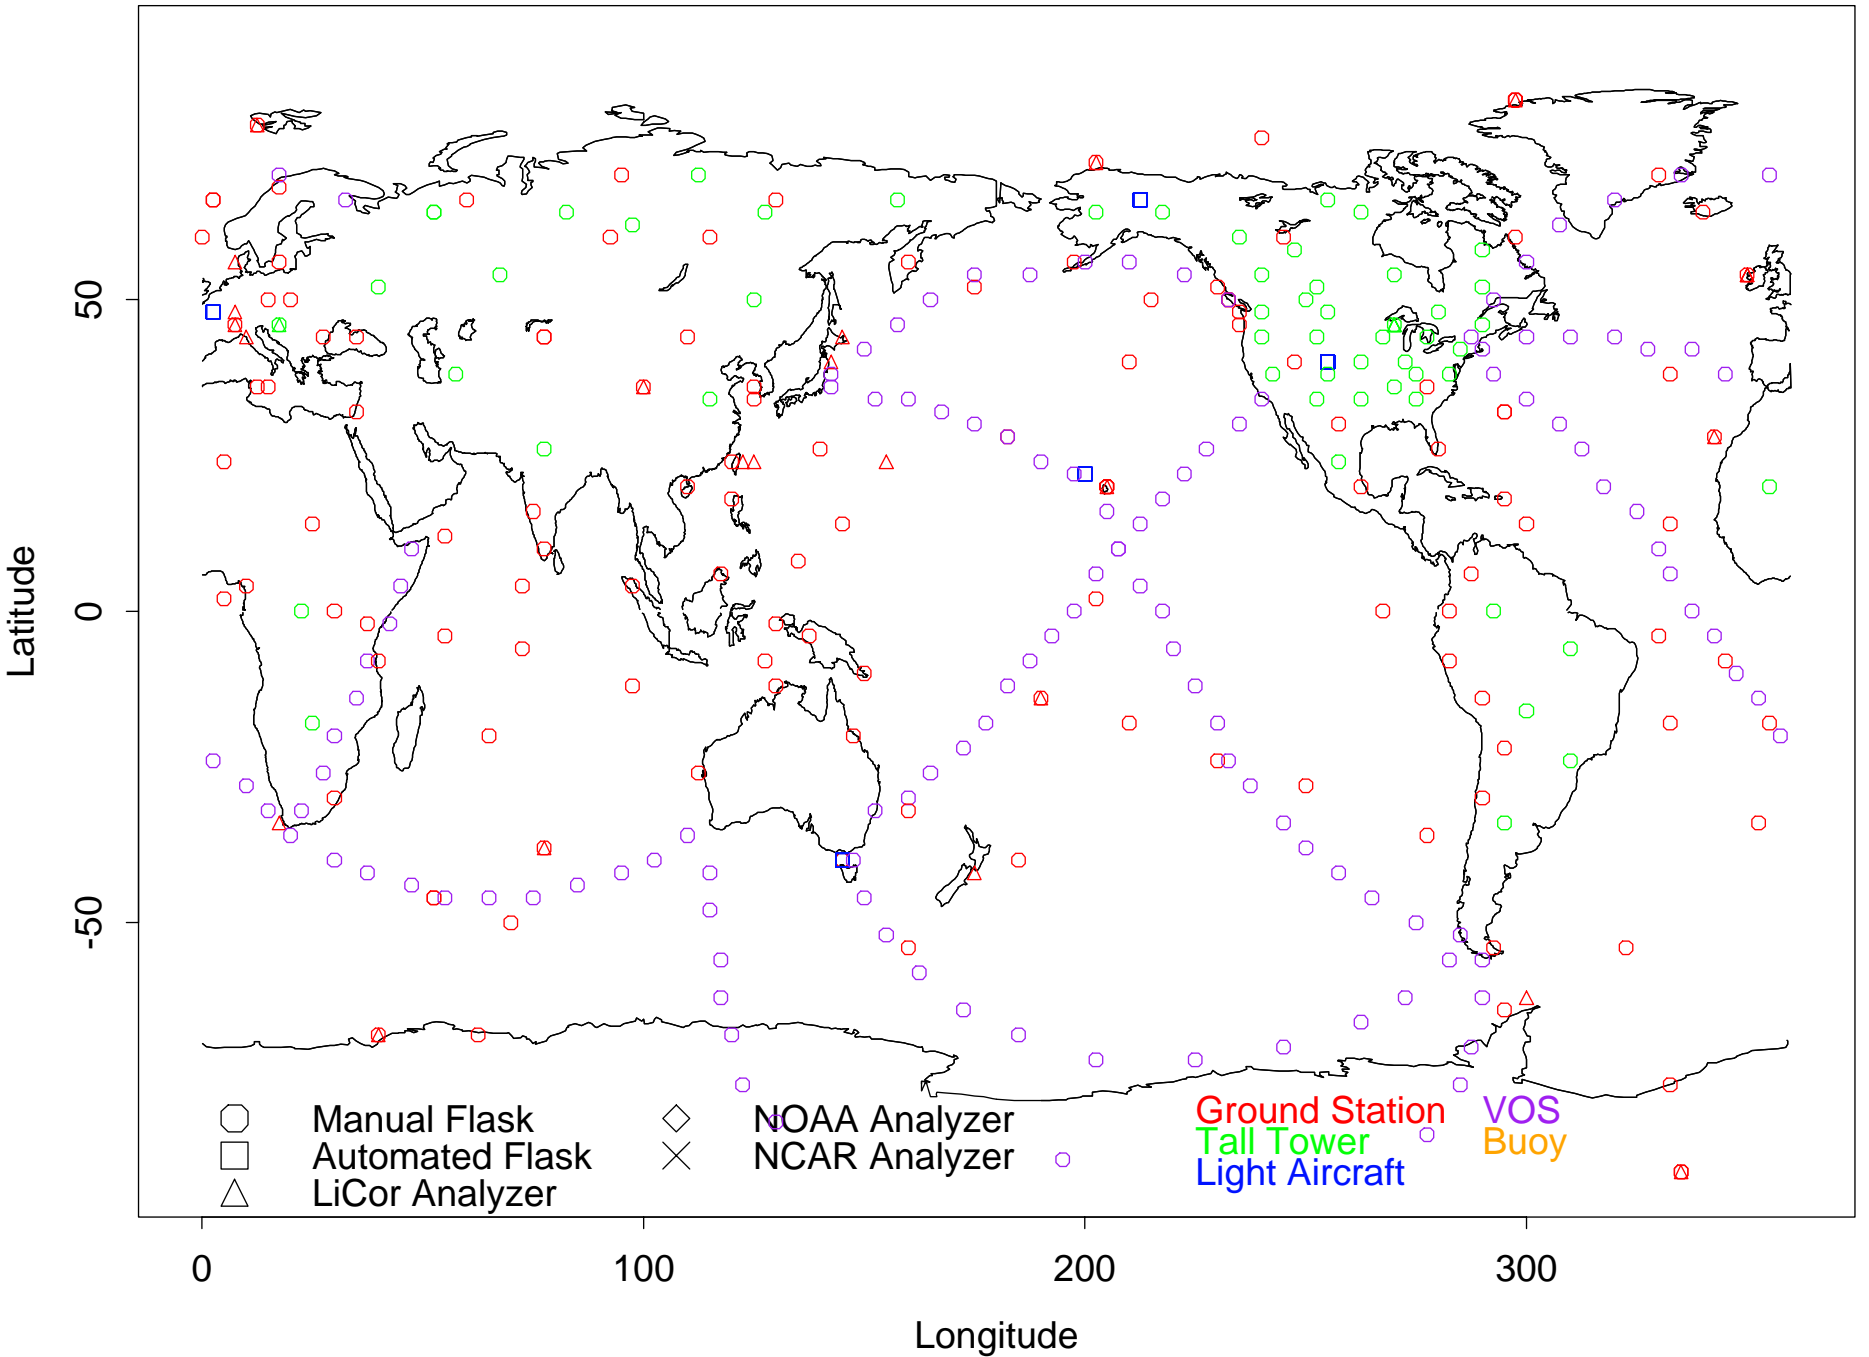 50
0
-50
Latitude
Manual Flask
Automated Flask
LiCor Analyzer
NOAA Analyzer
NCAR Analyzer
Ground Station
Tall Tower
Light Aircraft
VOS
Buoy
0 100 200 300
Longitude